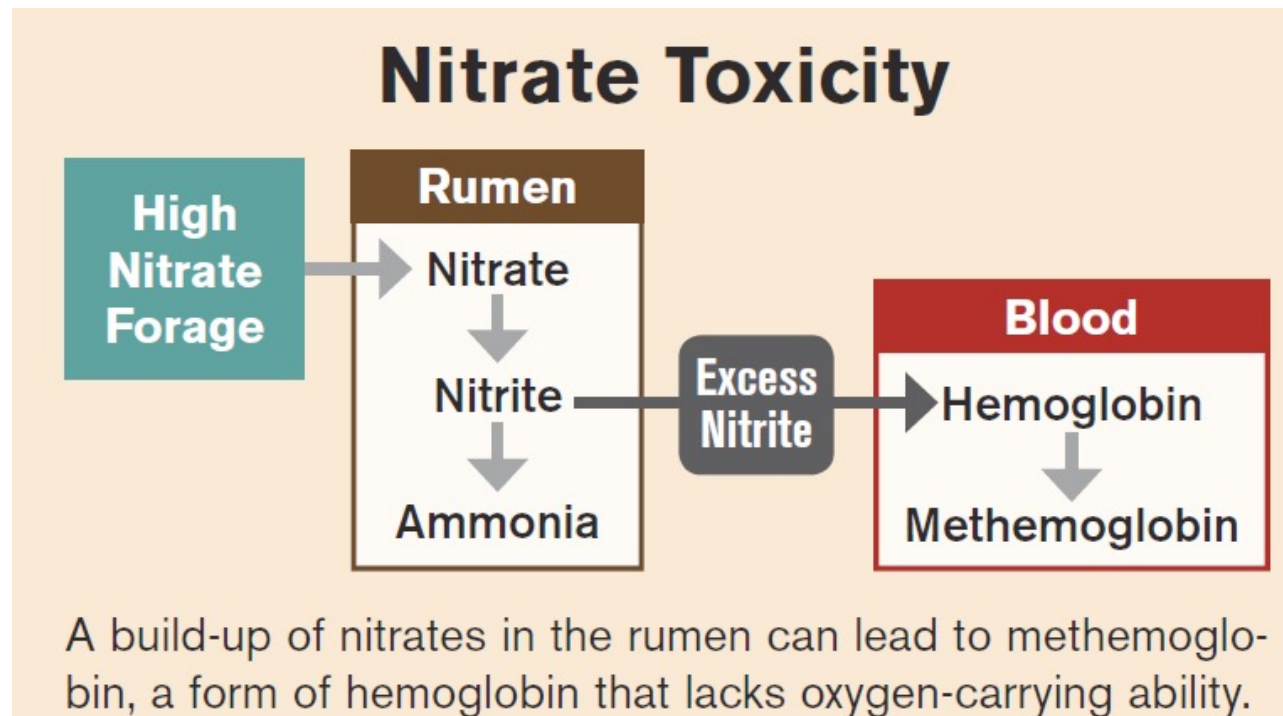 Nitrate Toxicity
High
Nitrate
Forage
Rumen
Nitrate
Nitrite
Ammonia
Excess
Nitrite
Blood
Hemoglobin
Methemoglobin
A build-up of nitrates in the rumen can lead to methemoglo-
bin, a form of hemoglobin that lacks oxygen-carrying ability.